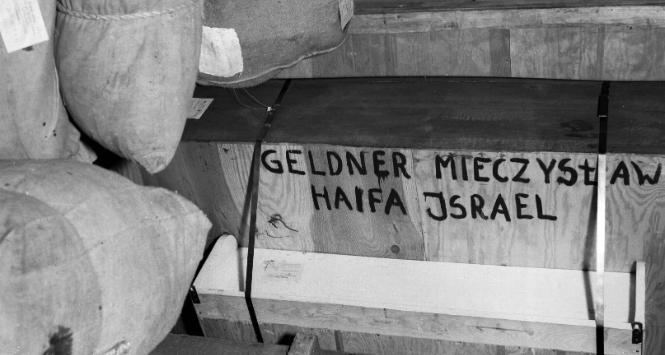 GELDNER MIECZYSŁAW
HAIFA JSRAEL